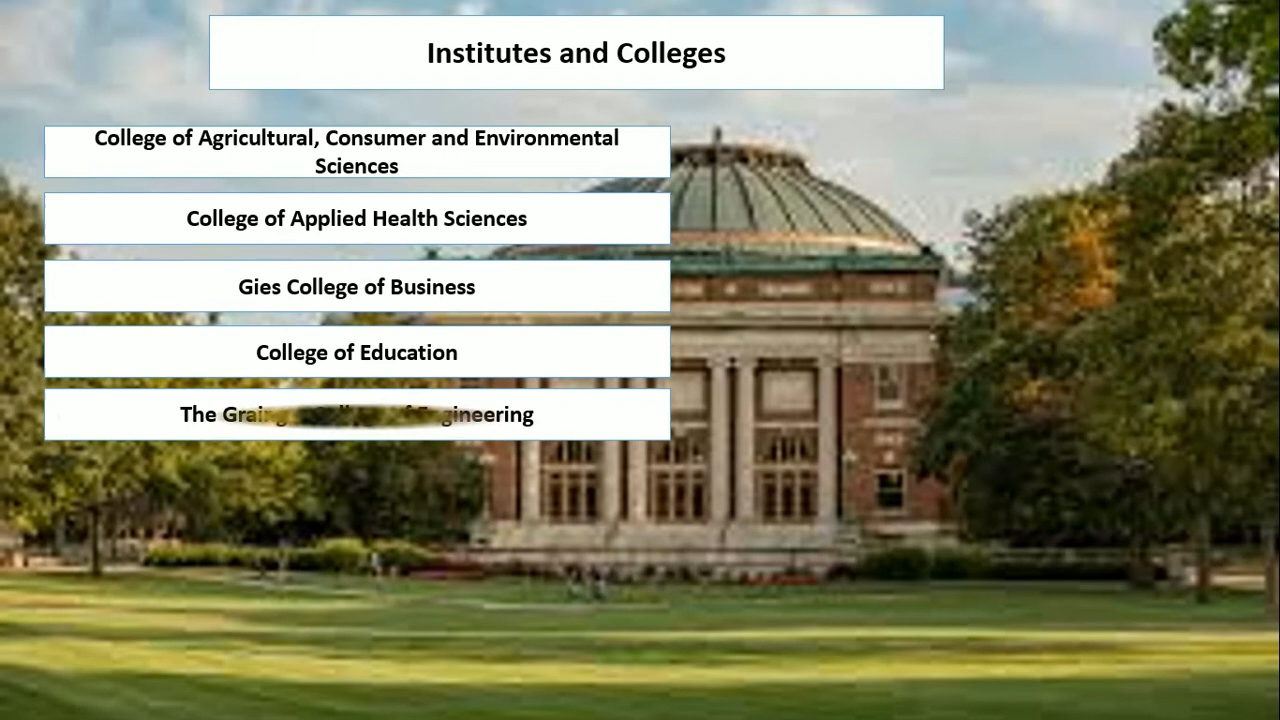 Institutes and Colleges
College of Agricultural, Consumer and Environmental
Sciences
College of Applied Health Sciences
Gies College of Business
College of Education
The Engineering